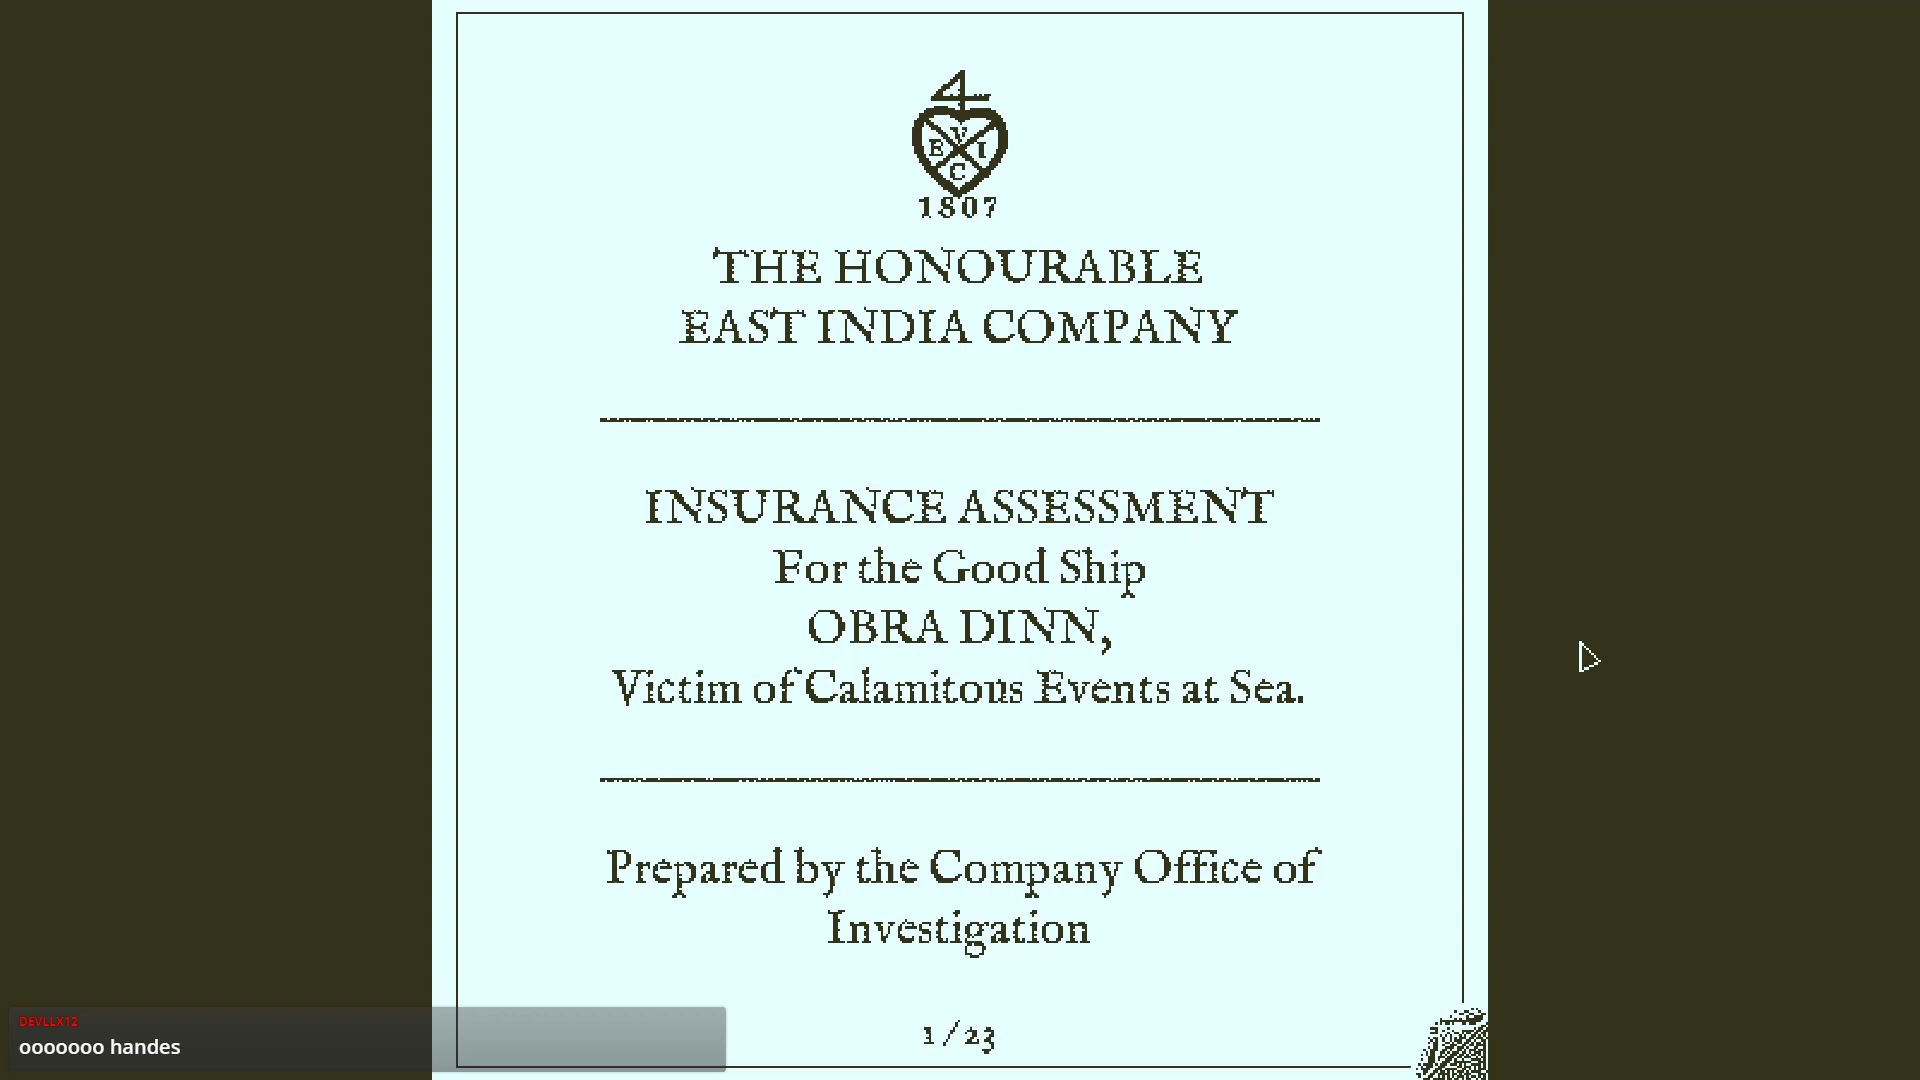 4
V
E I
C
1807
THE HONOURABLE
EAST INDIA COMPANY
INSURANCE ASSESSMENT
For the Good Ship
OBRA DINN,
Victim of Calamitous Events at Sea.
Prepared by the Company Office of
Investigation
1/23
DEVLLX12
ooooooo handes